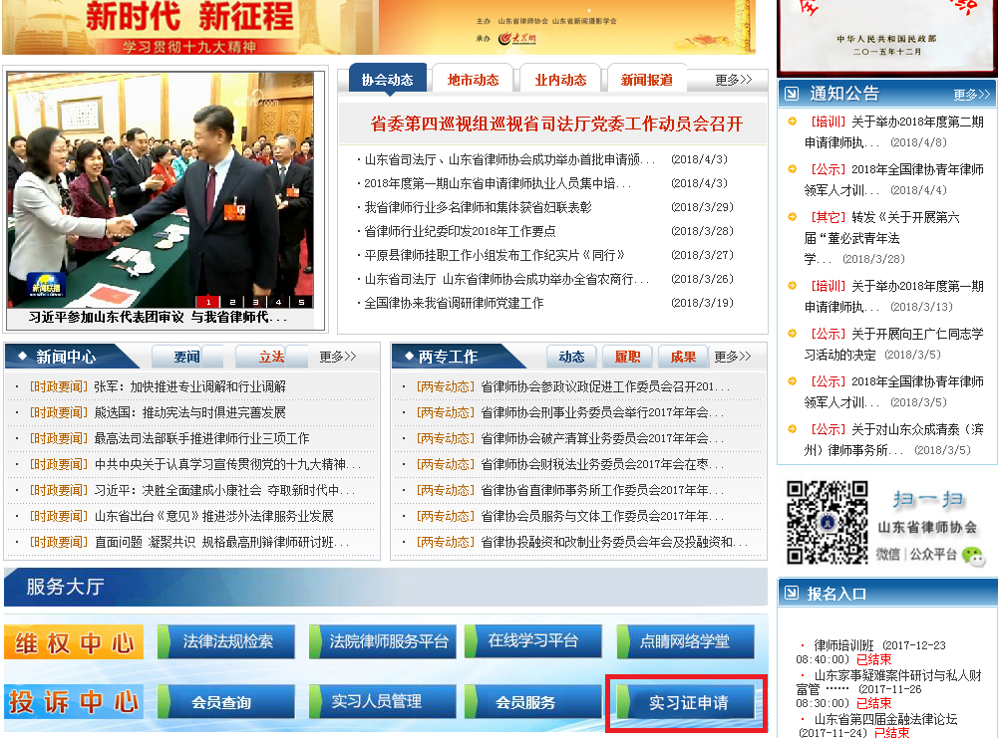 新时代 新征程
学习贯彻十九大精神
主办 山东省律师协会 山东省新闻摄影学会
承办 大众网
中华人民共和国民政部
二〇一五年十二月
新闻联播
1 2 3 4 5
习近平参加山东代表团审议 与我省律师代...
协会动态 地市动态 业内动态 新闻报道 更多>>
省委第四巡视组巡视省司法厅党委工作动员会召开
·山东省司法厅、山东省律师协会成功举办首批申请颁... (2018/4/3)
·2018年度第一期山东省申请律师执业人员集中培... (2018/4/3)
·我省律师行业多名律师和集体获省妇联表彰 (2018/3/29)
·省律师行业纪委印发2018年工作要点 (2018/3/28)
·平原县律师挂职工作小组发布工作纪实片《同行》 (2018/3/27)
·山东省司法厅 山东省律师协会成功举办全省农商行... (2018/3/26)
·全国律协来我省调研律师党建工作 (2018/3/19)
通知公告 更多>>
[培训] 关于举办2018年度第二期
申请律师执... (2018/4/8)
[公示] 2018年全国律协青年律师
领军人才训... (2018/4/4)
[其它] 转发《关于开展第六
届“董必武青年法
学... (2018/3/28)
[培训] 关于举办2018年度第一期
申请律师执... (2018/3/13)
[公示] 关于开展向王广仁同志学
习活动的决定 (2018/3/5)
[公示] 2018年全国律协青年律师
领军人才训... (2018/3/5)
[公示] 关于对山东众成清泰（滨
州）律师事务所... (2018/3/5)
新闻中心 要闻 立法 更多>>
· [时政要闻] 张军：加快推进专业调解和行业调解
· [时政要闻] 熊选国：推动宪法与时俱进完善发展
· [时政要闻] 最高法司法部联手推进律师行业三项工作
· [时政要闻] 中共中央关于认真学习宣传贯彻党的十九大精神...
· [时政要闻] 习近平：决胜全面建成小康社会 夺取新时代中...
· [时政要闻] 山东省出台《意见》推进涉外法律服务业发展
· [时政要闻] 直面问题 凝聚共识 规格最高刑辩律师研讨班...
两专工作 动态 履职 成果 更多>>
· [两专动态] 省律师协会参政议政促进工作委员会召开201...
· [两专动态] 省律师协会刑事业务委员会举行2017年年会...
· [两专动态] 省律师协会破产清算业务委员会2017年年会...
· [两专动态] 省律师协会财税法业务委员会2017年会在枣...
· [两专动态] 省律协省直律师事务所工作委员会2017年年...
· [两专动态] 省律协会员服务与文体工作委员会2017年年...
· [两专动态] 省律协投融资和改制业务委员会年会及投融资和...
扫一扫
山东省律师协会
微信|公众平台
服务大厅
维权中心 法律法规检索 法院律师服务平台 在线学习平台 点睛网络学堂
投诉中心 会员查询 实习人员管理 会员服务 实习证申请
报名入口
· 律师培训班 (2017-12-23
08:40:00) 已结束
· 山东家事疑难案件研讨与私人财
富管 …… (2017-11-26
08:30:00) 已结束
· 山东省第四届金融法律论坛
(2017-11-24) 已结束